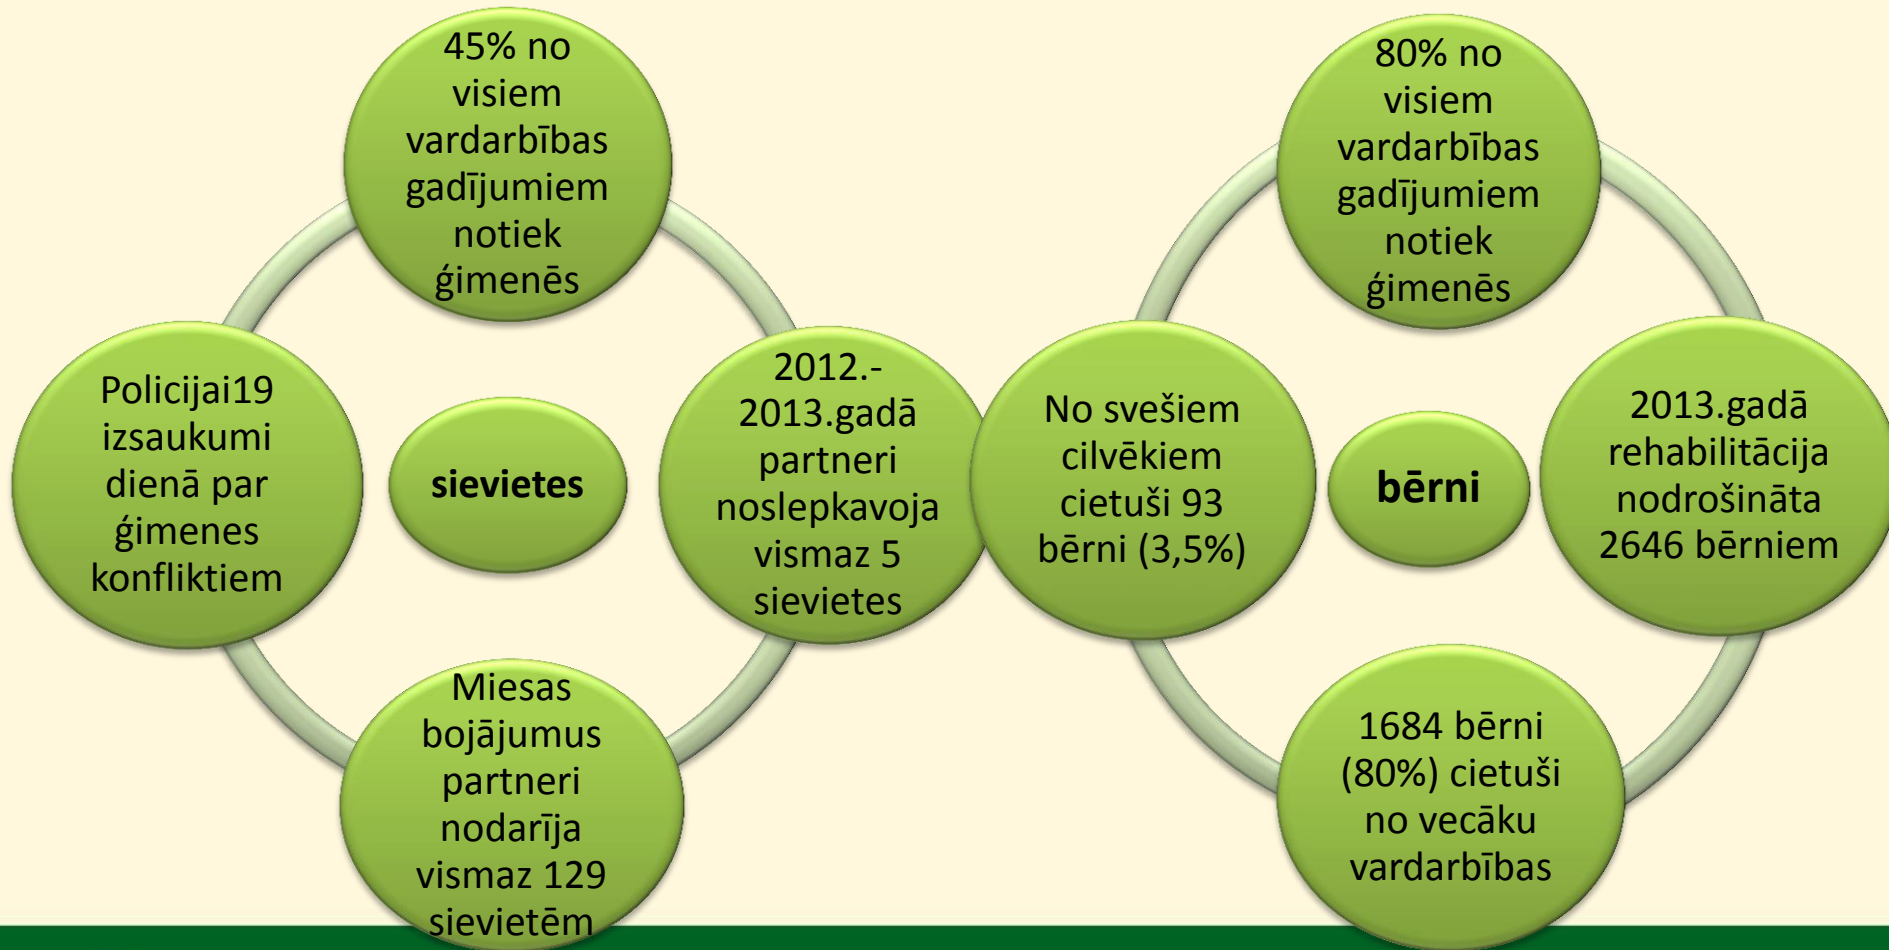 45% no
visiem
vardarbības
gadījumiem
notiek
ģimenēs
Policijai19
izsaukumi
dienā par
ģimenes
konfliktiem
sievietes
2012.-
2013.gadā
partneri
noslepkavoja
vismaz 5
sievietes
Miesas
bojājumus
partneri
nodarīja
vismaz 129
sievietēm
80% no
visiem
vardarbības
gadījumiem
notiek
ģimenēs
No svešiem
cilvēkiem
cietuši 93
bērni (3,5%)
bērni
2013.gadā
rehabilitācija
nodrošināta
2646 bērniem
1684 bērni
(80%) cietuši
no vecāku
vardarbības